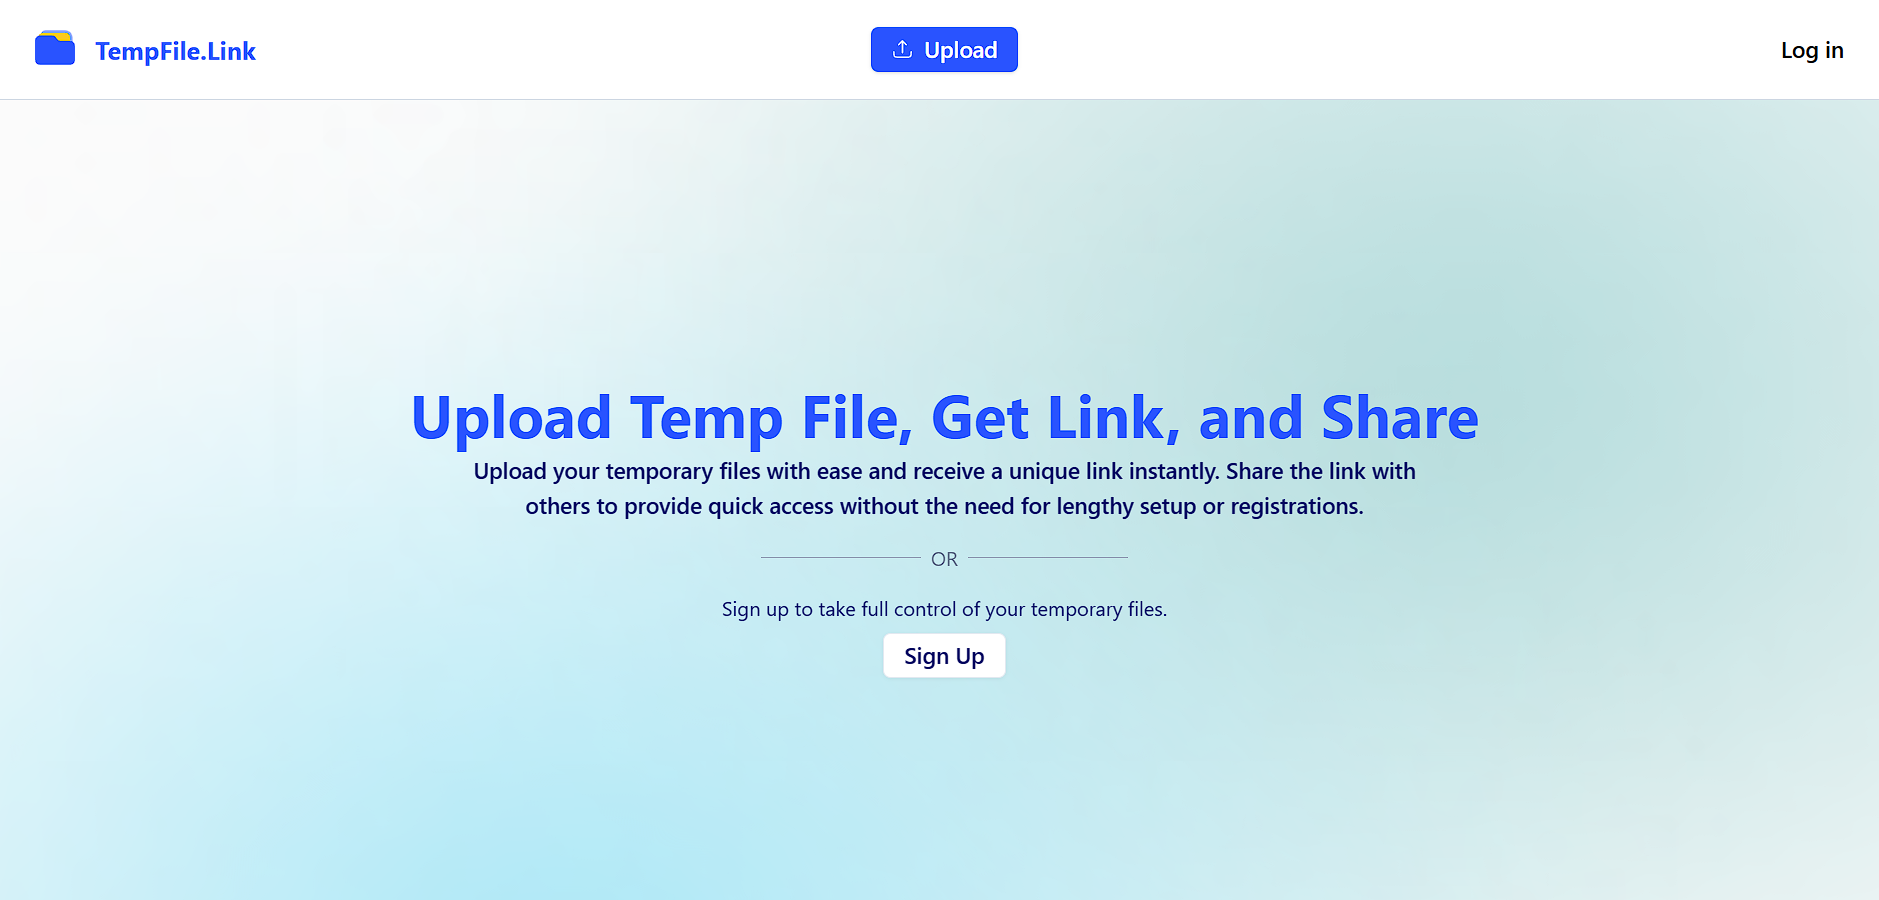 TempFile.Link
Upload
Log in
Upload Temp File, Get Link, and Share
Upload your temporary files with ease and receive a unique link instantly. Share the link with
others to provide quick access without the need for lengthy setup or registrations.
OR
Sign up to take full control of your temporary files.
Sign Up